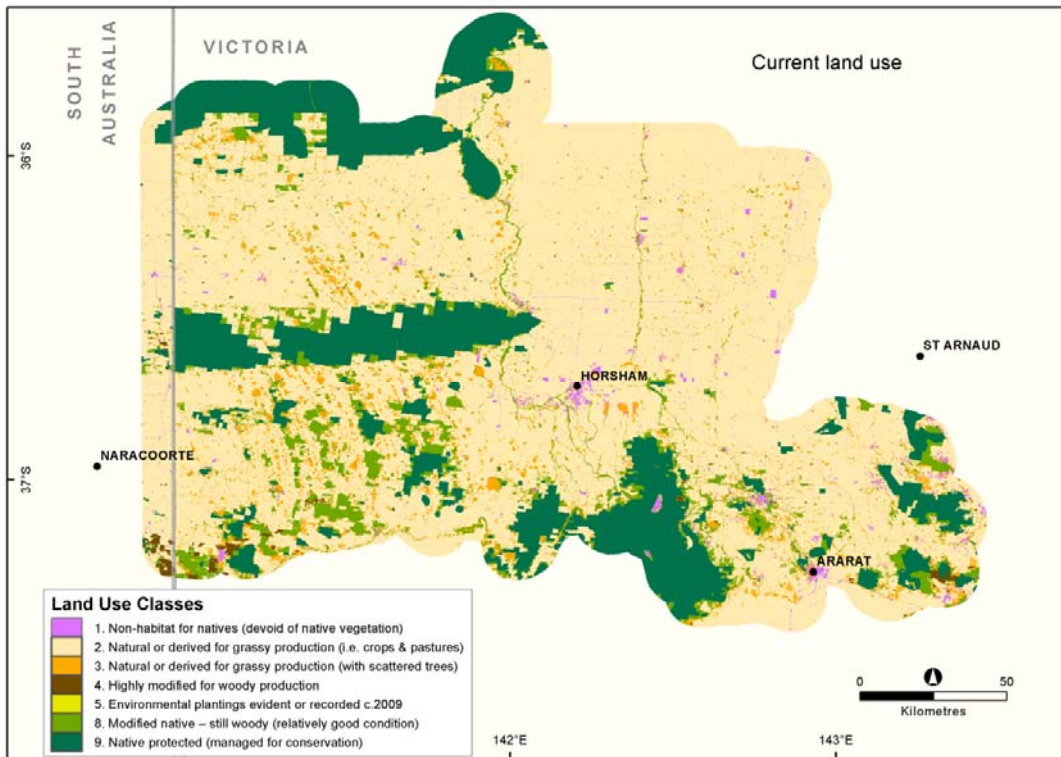 SOUTH
AUSTRALIA
VICTORIA
Current land use
36°S
ST ARNAUD
HORSHAM
NARACOORTE
37°S
ARARAT
Land Use Classes
1. Non-habitat for natives (devoid of native vegetation)
2. Natural or derived for grassy production (i.e. crops & pastures)
3. Natural or derived for grassy production (with scattered trees)
4. Highly modified for woody production
5. Environmental plantings evident or recorded c.2009
8. Modified native – still woody (relatively good condition)
9. Native protected (managed for conservation)
0 50
Kilometres
142°E 143°E